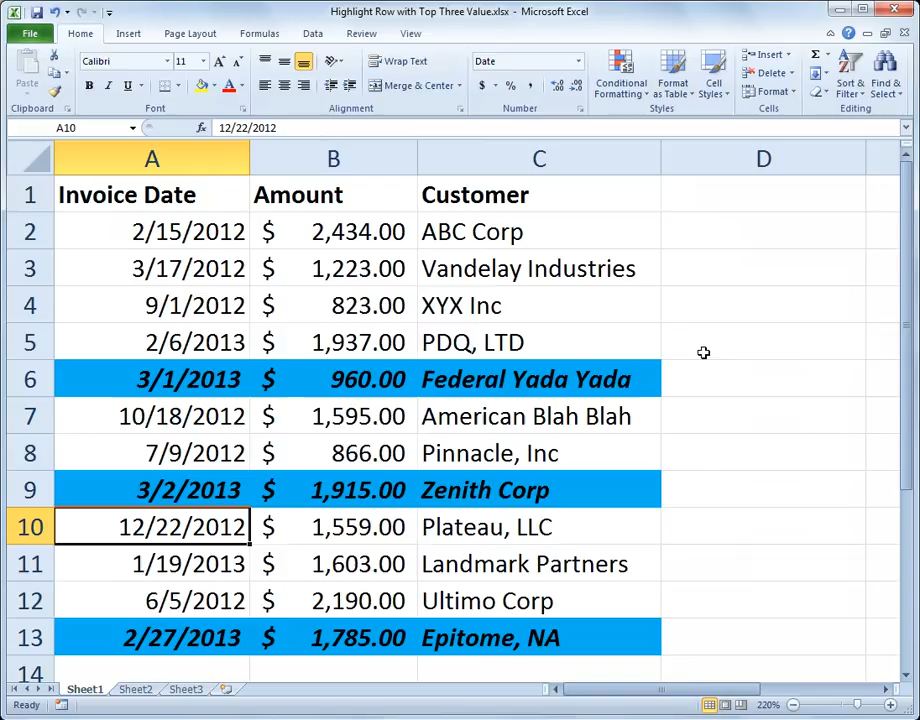 Highlight Row with Top Three Value.xlsx - Microsoft Excel
File Home Insert Page Layout Formulas Data Review View
Paste
Calibri 11 A A
B I U A
Wrap Text
Merge & Center
Date
$ % ,
Conditional Formatting
Format as Table
Cell Styles
Insert
Delete
Format
Σ
Sort & Filter
Find & Select
Clipboard Font Alignment Number Styles Cells Editing
A10 fx 12/22/2012
A B C D
1 Invoice Date Amount Customer
2 2/15/2012 $ 2,434.00 ABC Corp
3 3/17/2012 $ 1,223.00 Vandelay Industries
4 9/1/2012 $ 823.00 XYX Inc
5 2/6/2013 $ 1,937.00 PDQ, LTD
6 3/1/2013 $ 960.00 Federal Yada Yada
7 10/18/2012 $ 1,595.00 American Blah Blah
8 7/9/2012 $ 866.00 Pinnacle, Inc
9 3/2/2013 $ 1,915.00 Zenith Corp
10 12/22/2012 $ 1,559.00 Plateau, LLC
11 1/19/2013 $ 1,603.00 Landmark Partners
12 6/5/2012 $ 2,190.00 Ultimo Corp
13 2/27/2013 $ 1,785.00 Epitome, NA
14
Sheet1 Sheet2 Sheet3
Ready 220%